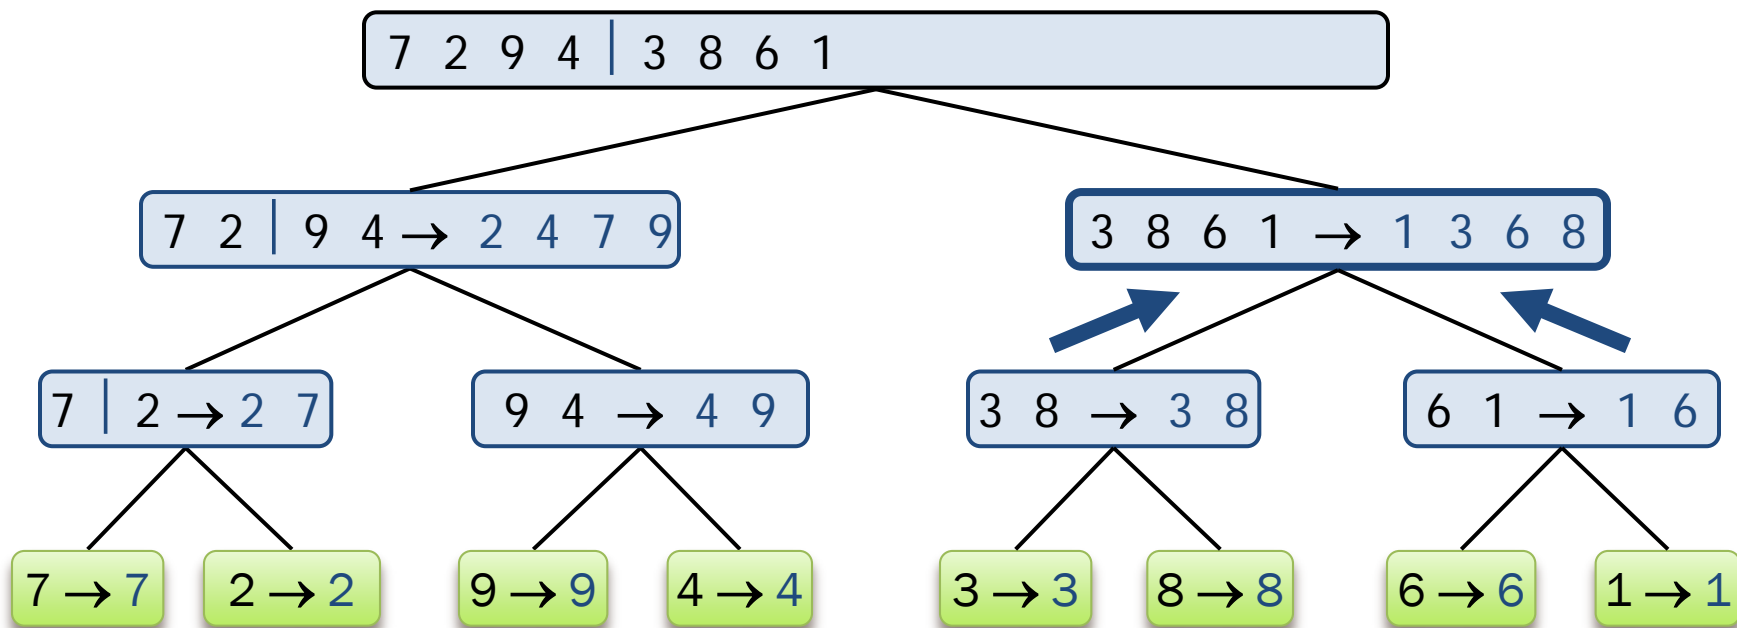 7 2 9 4 | 3 8 6 1
7 2 | 9 4 → 2 4 7 9
3 8 6 1 → 1 3 6 8
7 | 2 → 2 7
9 4 → 4 9
3 8 → 3 8
6 1 → 1 6
7 → 7
2 → 2
9 → 9
4 → 4
3 → 3
8 → 8
6 → 6
1 → 1